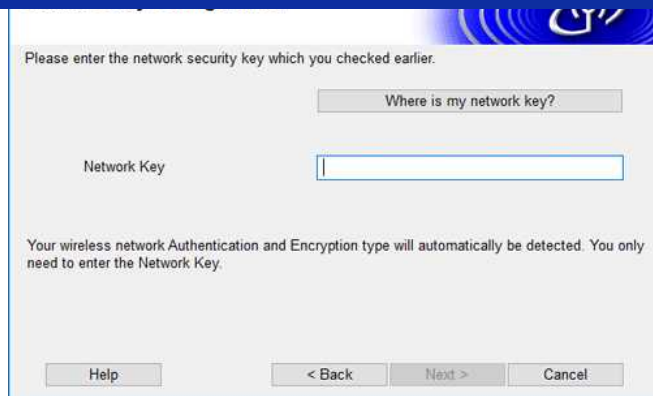 Please enter the network security key which you checked earlier.
Where is my network key?
Network Key
Your wireless network Authentication and Encryption type will automatically be detected. You only
need to enter the Network Key.
Help
< Back
Next >
Cancel